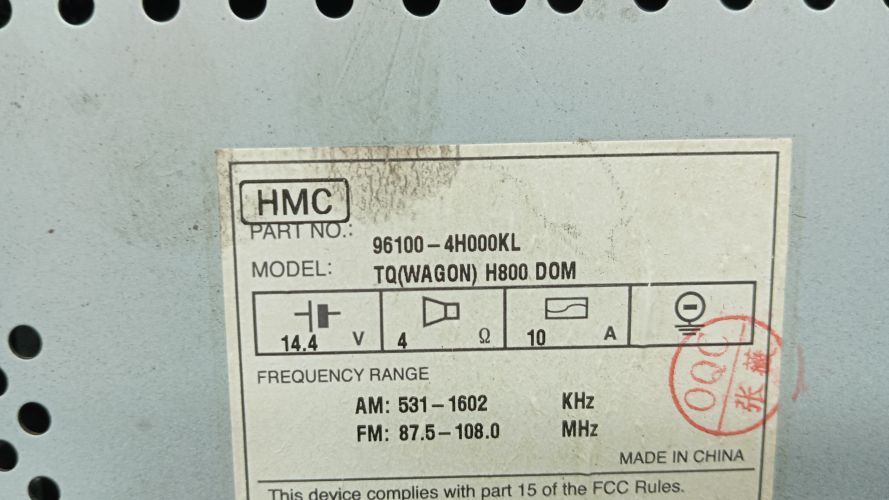 HMC
PART NO.: 96100-4H000KL
MODEL: TQ(WAGON) H800 DOM
14.4 V 4 Ω 10 A
FREQUENCY RANGE
AM: 531-1602 KHz
FM: 87.5-108.0 MHz
OQC
张
MADE IN CHINA
This device complies with part 15 of the FCC Rules.